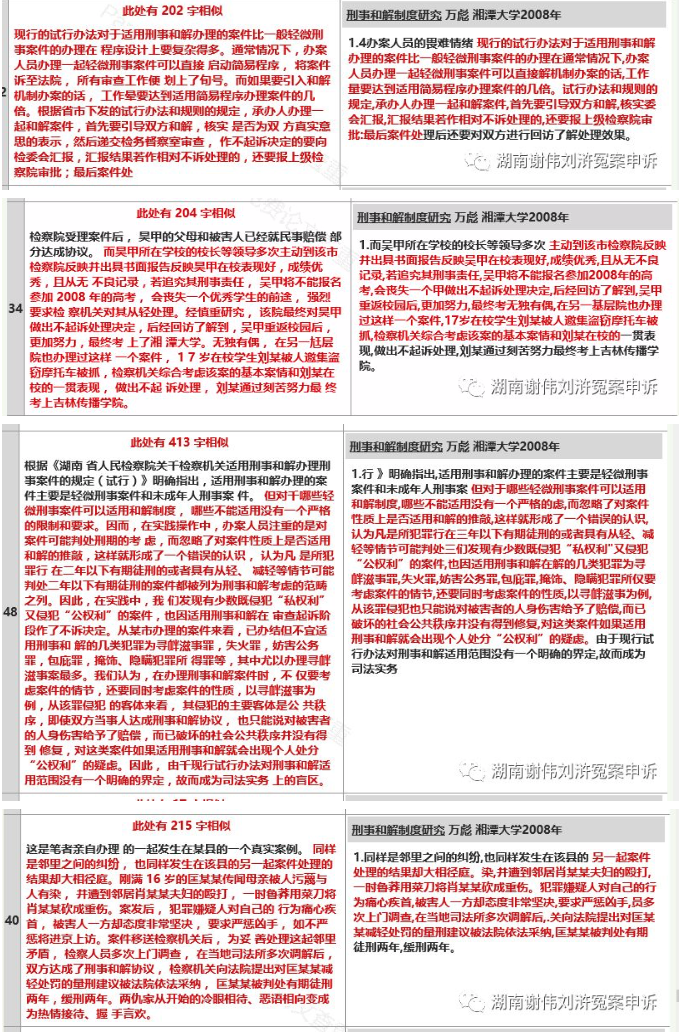 此处有 202 字相似
现行的试行办法对于适用刑事和解办理的案件比一般轻微刑
事案件的办理在 程序设计上要复杂得多。通常情况下，办案
人员办理一起轻微刑事案件可以直接 启动简易程序， 将案件
诉至法院， 所有审查工作便 划上了句号。而如果要引入和解
机制办案的话， 工作晕要达到适用简易程序办理案件的几
倍。根据省市下发的试行办法和规则的规定，承办人办理一
起和解案件，首先要引导双方和解，核实 是否为双 方真实意
思的表示，然后递交检务督察室审查， 作不起诉决定的要向
检委会汇报，汇报结果若作相对不诉处理的，还要报上级检
察院审批；最后案件处
2
刑事和解制度研究 万彪 湘潭大学2008年
1.4办案人员的畏难情绪 现行的试行办法对于适用刑事和解
办理的案件比一般轻微刑事案件的办理在通常情况下,办案
人员办理一起轻微刑事案件可以直接解机制办案的话,工作
量要达到适用简易程序办理案件的几倍。试行办法和规则的
规定,承办人办理一起和解案件,首先要引导双方和解,核实委
会汇报,汇报结果若作相对不诉处理的,还要报上级检察院审
批:最后案件处理后还要对双方进行回访了解处理效果。
湖南谢伟刘浒冤案申诉
此处有 204 字相似
34
检察院受理案件后， 吴甲的父母和被害人已经就民事赔偿 部
分达成协议。 而吴甲所在学校的校长等领导多次主动到该市
检察院反映并出具书面报告反映吴甲在校表现好，成绩优
秀，且从无 不良记录，若追究其刑事责任， 吴甲将不能报名
参加 2008 年的高考， 会丧失一个优秀学生的前途， 强烈
要求检 察机关对其从轻处理。经慎重研究， 该院最终对吴甲
做出不起诉处理决定，后经回访了解到，吴甲重返校园后，
更加努力，最终考 上了湘 潭大学。无独有偶， 在另一尪层
院也办理过这样 一个案件， 1 7 岁在校学生刘某被人邀集盗
窃摩托车被抓，检察机关综合考虑该案的基本案情和刘某在
校的一贯表现， 做出不起 诉处理， 刘某通过刻苦努力最 终
考上吉林传播学院。
刑事和解制度研究 万彪 湘潭大学2008年
1.而吴甲所在学校的校长等领导多次 主动到该市检察院反映
并出具书面报告反映吴甲在校表现好,成绩优秀,且从无不良
记录,若追究其刑事责任,吴甲将不能报名参加2008年的高
考,会丧失一个甲做出不起诉处理决定,后经回访了解到,吴甲
重返校园后,更加努力,最终考无独有偶,在另一基层院也办理
过这样一个案件,17岁在校学生刘某被人邀集盗窃摩托车被
抓,检察机关综合考虑该案的基本案情和刘某在校的一贯表
现,做出不起诉处理,刘某通过刻苦努力最终考上吉林传播学
院。
湖南谢伟刘浒冤案申诉
此处有 413 字相似
48
根据《湖南 省人民检察院关千检察机关适用刑事和解办理刑
事案件的规定（试行）》明确指出，适用刑事和解办理的案
件主要是轻微刑事案件和未成年人刑事案 件。 但对千哪些轻
微刑事案件可以适用和解制度， 哪些不能适用没有一个严格
的限制和要求。因而，在实践操作中，办案人员注重的是对
案件可能判处刑期的考 虑，而忽略了对案件性质上是否适用
和解的推敲，这样就形成了一个错误的认识， 认为凡 是所犯
罪行 在二年以下有期徒刑的或者具有从轻、 减轻等情节可能
判处二年以下有期徒刑的案件都被列为刑事和解考虑的范畴
之列。因此，在实践中，我 们发现有少数既侵犯“私权利”
又侵犯“公权利”的案件，也因适用和解在 审查起诉阶
段作了不诉决定。从某市办理的案件来看，已办结但不宜适
用刑事和 解的几类犯罪为寻衅滋事罪，失火罪，妨害公务
罪，包庇罪，掩饰、隐瞒犯罪所 得罪等，其中尤以办理寻衅
滋事案最多。我们认为，在办理刑事和解案件时，不 仅要考
虑案件的情节，还要同时考虑案件的性质，以寻衅滋事为
例，从该罪侵犯 的客体来看， 其侵犯的主要客体是公 共秩
序，即使双方当事人达成刑事和解协议， 也只能说对被害者
的人身伤害给予了赔偿，而已破坏的社会公共秩序并没有得
到 修复，对这类案件如果适用刑事和解就会出现个人处分
“公权利”的疑虑。因此， 由千现行试行办法对刑事和解适
用范围没有一个明确的界定，故而成为司法实务 上的盲区。
刑事和解制度研究 万彪 湘潭大学2008年
1.行 》明确指出,适用刑事和解办理的案件主要是轻微刑事
案件和未成年人刑事案 但对于哪些轻微刑事案件可以适用
和解制度,哪些不能适用没有一个严格的虑,而忽略了对案件
性质上是否适用和解的推敲,这样就形成了一个错误的认识,
认为凡是所犯罪行在三年以下有期徒刑的或者具有从轻、减
轻等情节可能判处三们发现有少数既侵犯“私权利”又侵犯
“公权利”的案件,也因适用刑事和解在解的几类犯罪为寻
衅滋事罪,失火罪,妨害公务罪,包庇罪,掩饰、隐瞒犯罪所仅要
考虑案件的情节,还要同时考虑案件的性质,以寻衅滋事为例,
从该罪侵犯也只能说对被害者的人身伤害给予了赔偿,而已
破坏的社会公共秩序并没有得到修复,对这类案件如果适用
刑事和解就会出现个人处分“公权利”的疑虑。由于现行试
行办法对刑事和解适用范围没有一个明确的界定,故而成为
司法实务
湖南谢伟刘浒冤案申诉
此处有 215 字相似
40
这是笔者亲自办理 的一起发生在某县的一个真实案例。 同样
是邻里之间的纠纷， 也同样发生在该县的另一起案件处理的
结果却大相径庭。刚满 16 岁的匡某某传闻母亲被人污蔑与
人有染， 并遭到邻居肖某某夫妇的殴打， 一时鲁莽用菜刀将
肖某某砍成重伤。案发后， 犯罪嫌疑人对自己的 行为痛心疾
首， 被害人一方却态度非常坚决， 要求严惩凶手， 如不严
惩将进京上访。案件移送检察机关后， 为妥 善处理这起邻里
矛盾， 检察人员多次上门调查， 在当地司法所多次调解后，
双方达成了刑事和解协议， 检察机关向法院提出对匡某某减
轻处罚的量刑建议被法院依法采纳， 匡某某被判处有期徒刑
两年，缓刑两年。两仇家从开始的冷眼相待、恶语相向变成
为热情接待、握 手言欢。
刑事和解制度研究 万彪 湘潭大学2008年
1.同样是邻里之间的纠纷,也同样发生在该县的 另一起案件
处理的结果却大相径庭。染,并遭到邻居肖某某夫妇的殴打,
一时鲁莽用菜刀将肖某某砍成重伤。犯罪嫌疑人对自己的行
为痛心疾首,被害人一方却态度非常坚决,要求严惩凶手,员多
次上门调查,在当地司法所多次调解后,.关向法院提出对匡某
某减轻处罚的量刑建议被法院依法采纳,匡某某被判处有期
徒刑两年,缓刑两年。
湖南谢伟刘浒冤案申诉